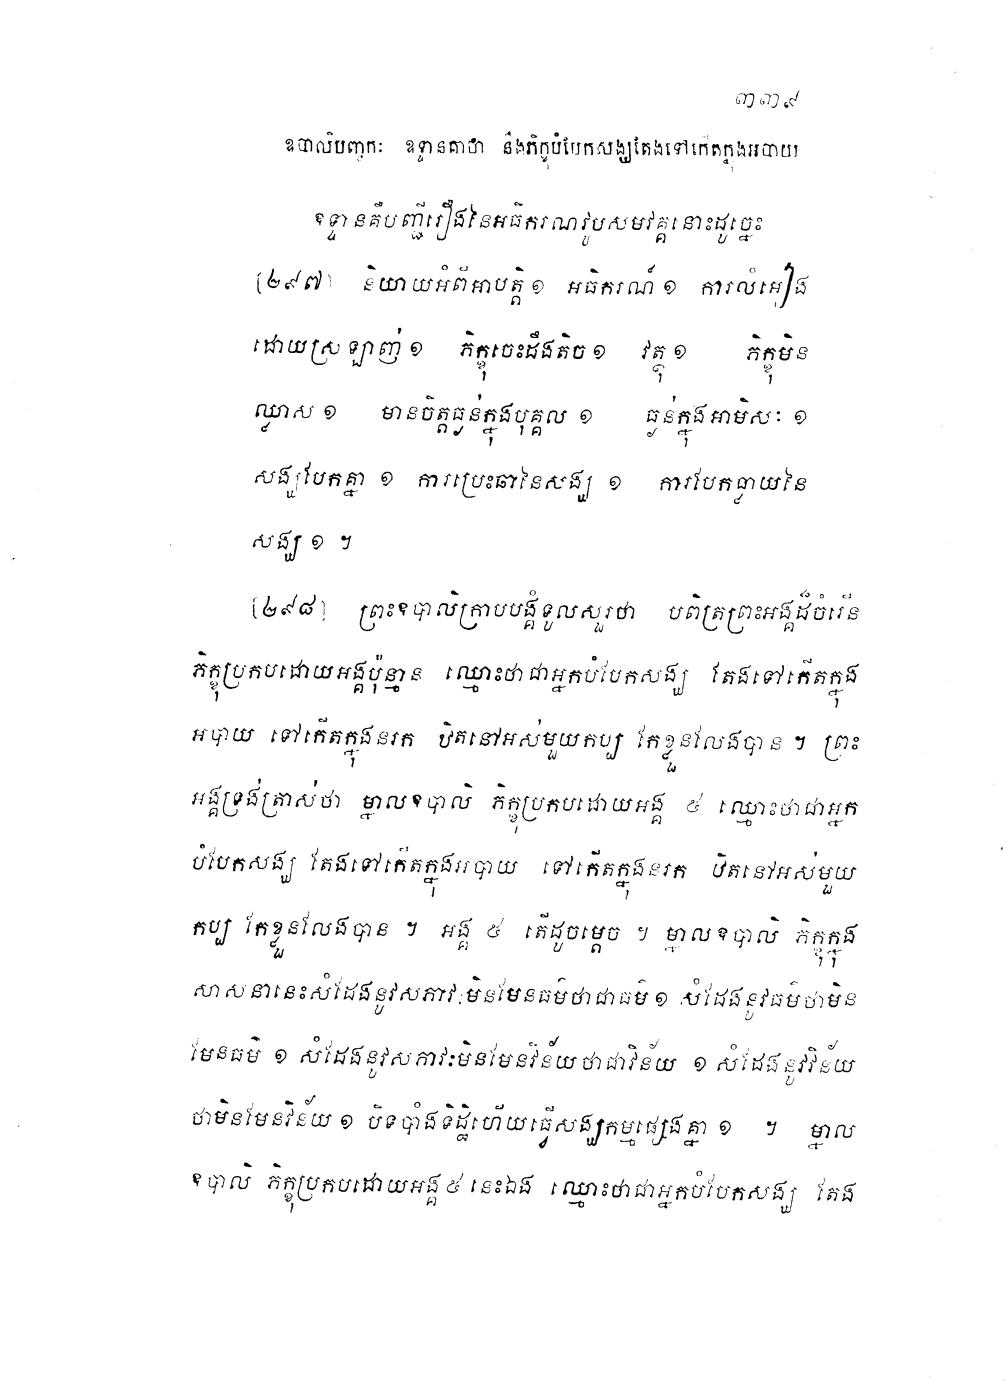 ៣៣៩
ឧបាលិបញ្ចកៈ ឧទ្ទានគាថា និងភិក្ខុបំបែកសង្ឃតែងទៅកើតក្នុងអបាយ
ឧទ្ទានគឺបញ្ជីរឿងនៃអធិករណវូបសមវគ្គនោះដូច្នេះ
[២៩៧] និយាយអំពីអាបត្តិ ១ អធិករណ៍ ១ ការលំអៀង
ដោយស្រឡាញ់ ១ ភិក្ខុចេះដឹងតិច ១ វត្ថុ ១ ភិក្ខុមិន
ឈ្លាស ១ មានចិត្តធ្ងន់ក្នុងបុគ្គល ១ ធ្ងន់ក្នុងអាមិសៈ ១
សង្ឃបែកគ្នា ១ ការប្រេះឆានៃសង្ឃ ១ ការបែកធ្លាយនៃ
សង្ឃ ១ ។
[២៩៨] ព្រះឧបាលិក្រាបបង្គំទូលសួរថា បពិត្រព្រះអង្គដ៏ចំរើន
ភិក្ខុប្រកបដោយអង្គប៉ុន្មាន ឈ្មោះថាជាអ្នកបំបែកសង្ឃ តែងទៅកើតក្នុង
អបាយ ទៅកើតក្នុងនរក ឋិតនៅអស់មួយកប្ប កែខ្លួនលែងបាន ។ ព្រះ
អង្គទ្រង់ត្រាស់ថា ម្នាលឧបាលិ ភិក្ខុប្រកបដោយអង្គ ៥ ឈ្មោះថាជាអ្នក
បំបែកសង្ឃ តែងទៅកើតក្នុងអបាយ ទៅកើតក្នុងនរក ឋិតនៅអស់មួយ
កប្ប កែខ្លួនលែងបាន ។ អង្គ ៥ តើដូចម្តេច ។ ម្នាលឧបាលិ ភិក្ខុក្នុង
សាសនានេះសំដែងនូវសភាវៈមិនមែនធម៌ថាជាធម៌ ១ សំដែងនូវធម៌ថាមិន
មែនធម៌ ១ សំដែងនូវសភាវៈមិនមែនវិន័យថាជាវិន័យ ១ សំដែងនូវវិន័យ
ថាមិនមែនវិន័យ ១ បិទបាំងទិដ្ឋិហើយធ្វើសង្ឃកម្មផ្សេងគ្នា ១ ។ ម្នាល
ឧបាលិ ភិក្ខុប្រកបដោយអង្គ ៥ នេះឯង ឈ្មោះថាជាអ្នកបំបែកសង្ឃ តែង